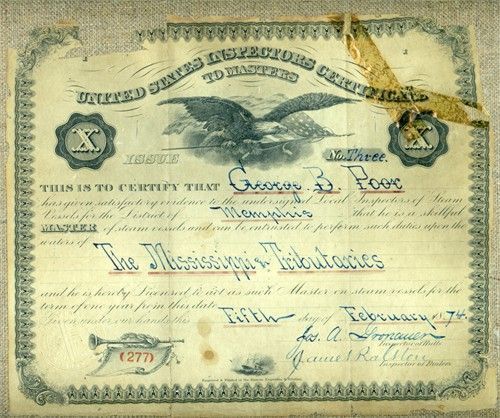 UNITED STATES INSPECTORS CERTIFICATE
TO MASTERS
X
X
ISSUE
No. Three.
THIS IS TO CERTIFY THAT George B. Poor
has given satisfactory evidence to the undersigned Local Inspectors of Steam
Vessels for the District of Memphis that he is a skillful
MASTER of steam vessels and can be entrusted to perform such duties upon the
waters of
The Mississippi & Tributaries
and he is hereby Licensed to act as such Master on steam vessels for the
term of one year from this date.
Given under our hands this Fifth day of February 1874.
Jos. A.
Inspector of Hulls
James
Inspector of Boilers
(277)